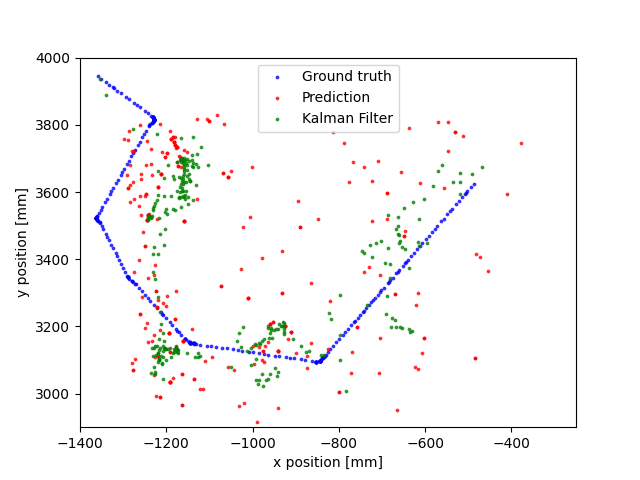 Ground truth
Prediction
Kalman Filter
4000
3800
3600
3400
3200
3000
y position [mm]
−1400 −1200 −1000 −800 −600 −400
x position [mm]